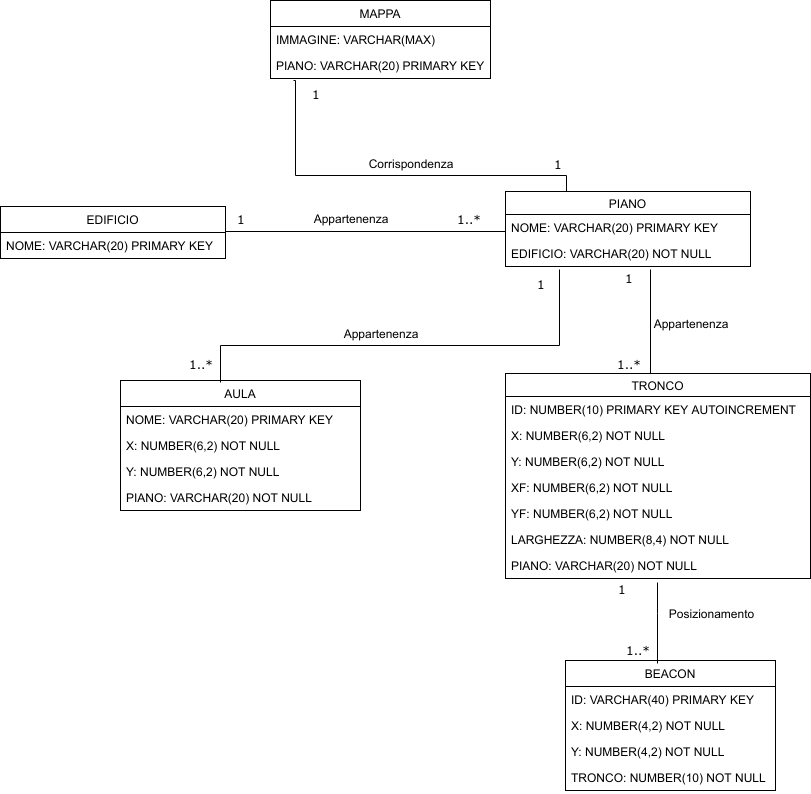 MAPPA
IMMAGINE: VARCHAR(MAX)
PIANO: VARCHAR(20) PRIMARY KEY
1
Corrispondenza
1
EDIFICIO
NOME: VARCHAR(20) PRIMARY KEY
1
Appartenenza
1..*
PIANO
NOME: VARCHAR(20) PRIMARY KEY
EDIFICIO: VARCHAR(20) NOT NULL
1
1
Appartenenza
Appartenenza
1..*
1..*
AULA
NOME: VARCHAR(20) PRIMARY KEY
X: NUMBER(6,2) NOT NULL
Y: NUMBER(6,2) NOT NULL
PIANO: VARCHAR(20) NOT NULL
TRONCO
ID: NUMBER(10) PRIMARY KEY AUTOINCREMENT
X: NUMBER(6,2) NOT NULL
Y: NUMBER(6,2) NOT NULL
XF: NUMBER(6,2) NOT NULL
YF: NUMBER(6,2) NOT NULL
LARGHEZZA: NUMBER(8,4) NOT NULL
PIANO: VARCHAR(20) NOT NULL
1
Posizionamento
1..*
BEACON
ID: VARCHAR(40) PRIMARY KEY
X: NUMBER(4,2) NOT NULL
Y: NUMBER(4,2) NOT NULL
TRONCO: NUMBER(10) NOT NULL